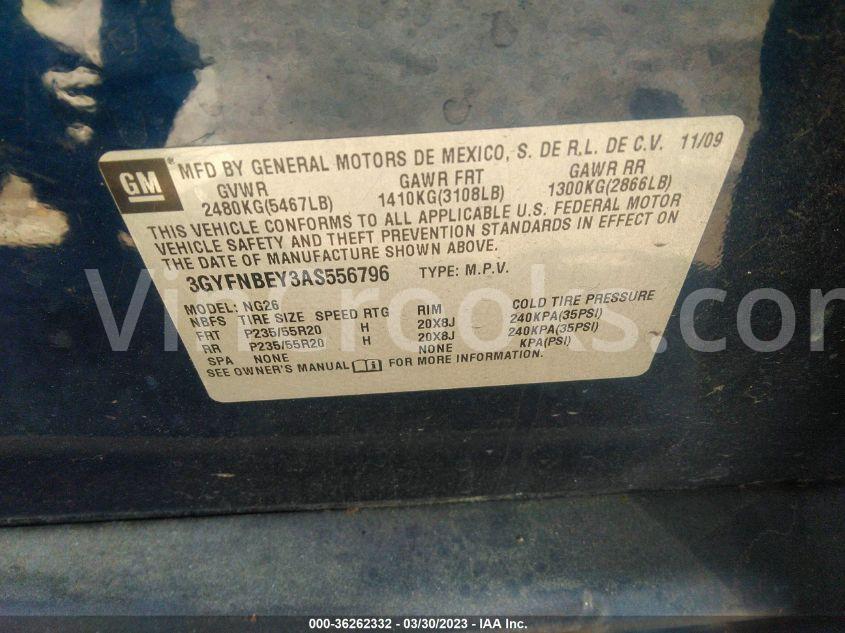 GM ® MFD BY GENERAL MOTORS DE MEXICO, S. DE R.L. DE C.V. 11/09
GVWR GAWR FRT GAWR RR
2480KG(5467LB) 1410KG(3108LB) 1300KG(2866LB)
THIS VEHICLE CONFORMS TO ALL APPLICABLE U.S. FEDERAL MOTOR
VEHICLE SAFETY AND THEFT PREVENTION STANDARDS IN EFFECT ON
THE DATE OF MANUFACTURE SHOWN ABOVE.
3GYFNBEY3AS556796 TYPE: M.P.V.
MODEL: NG26
NBFS TIRE SIZE SPEED RTG RIM COLD TIRE PRESSURE
FRT P235/55R20 H 20X8J 240KPA(35PSI)
RR P235/55R20 H 20X8J 240KPA(35PSI)
SPA NONE NONE KPA(PSI)
SEE OWNER'S MANUAL FOR MORE INFORMATION.
000-36262332 - 03/30/2023 - IAA Inc.